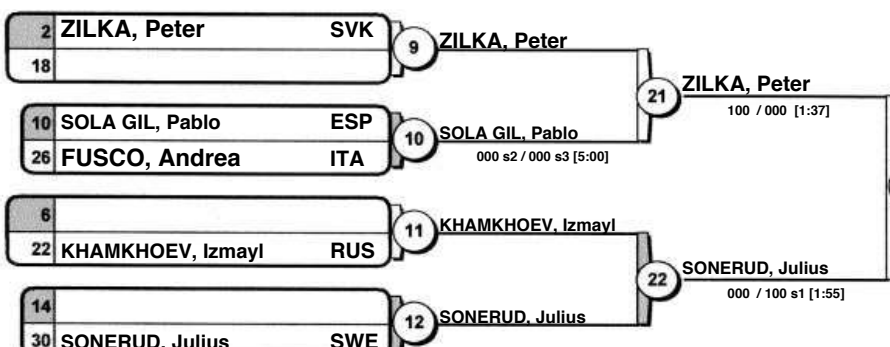 2 ZILKA, Peter SVK
18
9
ZILKA, Peter
10 SOLA GIL, Pablo ESP
26 FUSCO, Andrea ITA
10
SOLA GIL, Pablo
000 s2 / 000 s3 [5:00]
21
ZILKA, Peter
100 / 000 [1:37]
6
22 KHAMKHOEV, Izmayl RUS
11
KHAMKHOEV, Izmayl
14
30 SONERUD, Julius SWE
12
SONERUD, Julius
22
SONERUD, Julius
000 / 100 s1 [1:55]